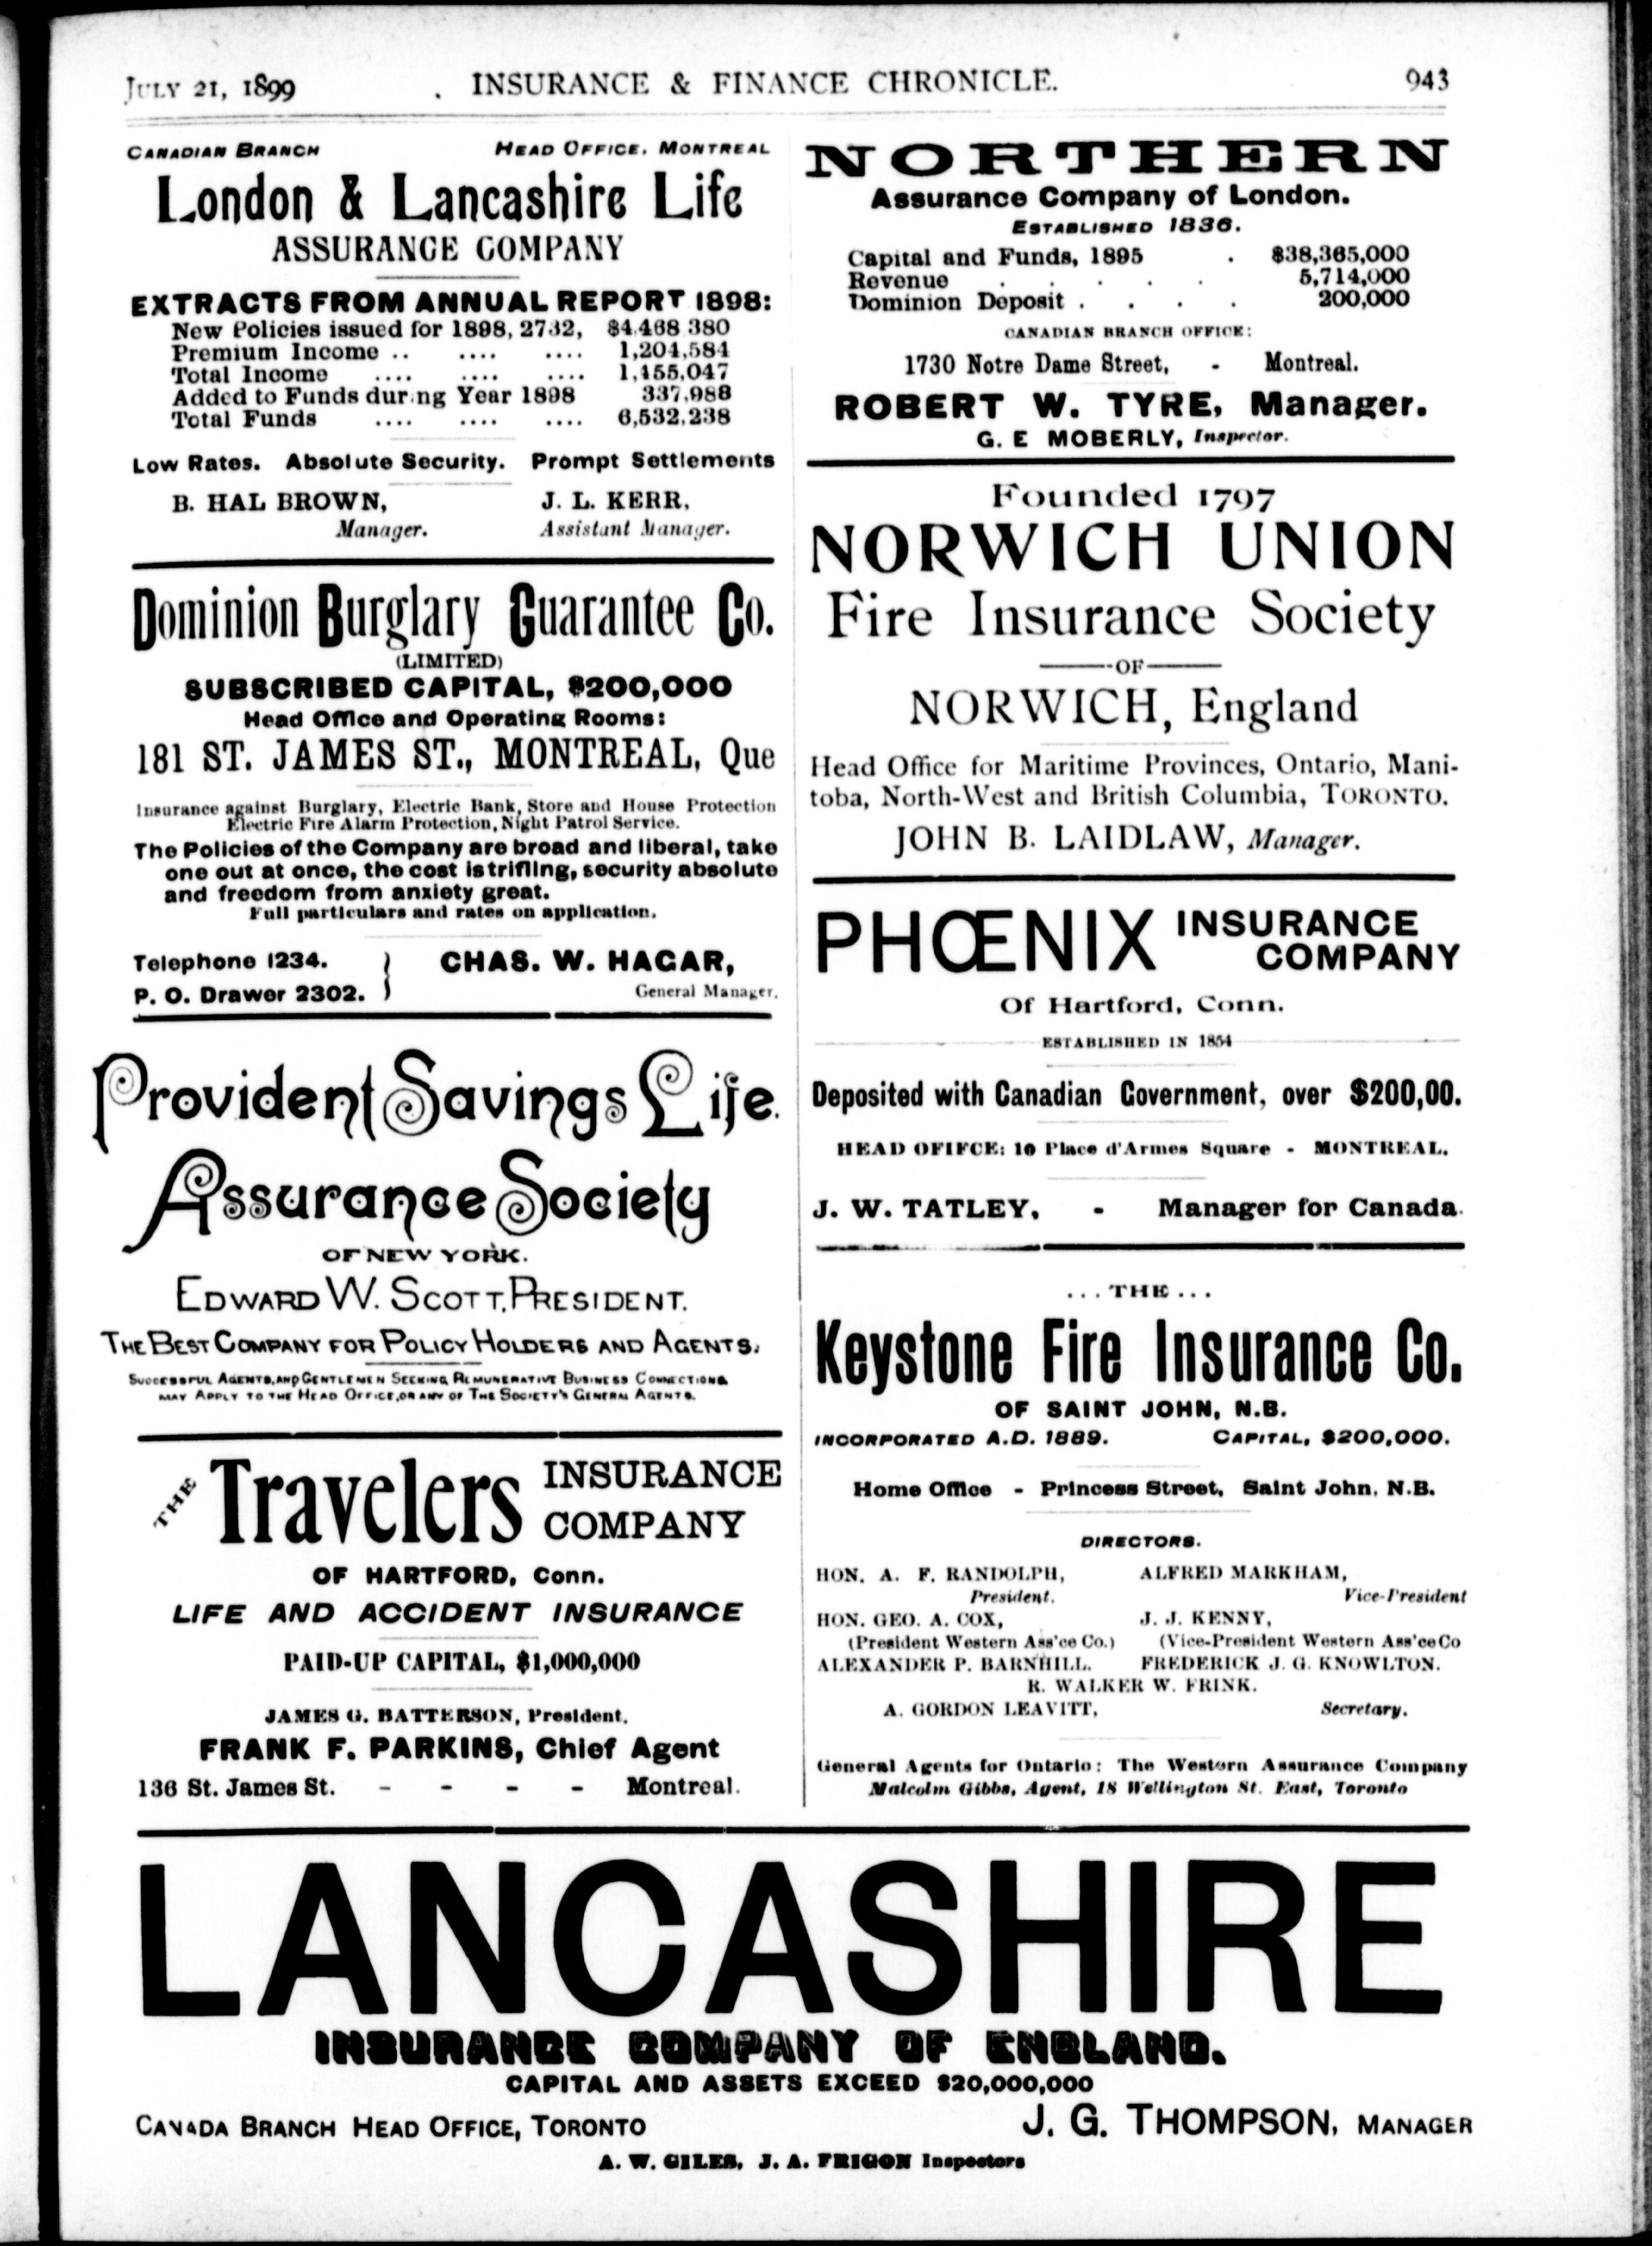 JULY 21, 1899 . INSURANCE & FINANCE CHRONICLE. 943
CANADIAN BRANCH HEAD OFFICE, MONTREAL
London & Lancashire Life
ASSURANCE COMPANY
EXTRACTS FROM ANNUAL REPORT 1898:
New Policies issued for 1898, 2732, $4.468 380
Premium Income .. .... .... 1,204,584
Total Income .... .... .... 1,455,047
Added to Funds during Year 1898 337,988
Total Funds .... .... .... 6,532,238
Low Rates. Absolute Security. Prompt Settlements
B. HAL BROWN, J. L. KERR,
Manager. Assistant Manager.
Dominion Burglary Guarantee Co.
(LIMITED)
SUBSCRIBED CAPITAL, $200,000
Head Office and Operating Rooms:
181 ST. JAMES ST., MONTREAL, Que
Insurance against Burglary, Electric Bank, Store and House Protection
Electric Fire Alarm Protection, Night Patrol Service.
The Policies of the Company are broad and liberal, take
one out at once, the cost is trifling, security absolute
and freedom from anxiety great.
Full particulars and rates on application.
Telephone 1234. } CHAS. W. HAGAR,
P. O. Drawer 2302. General Manager.
Provident Savings Life
Assurance Society
OF NEW YORK.
EDWARD W. SCOTT, PRESIDENT.
THE BEST COMPANY FOR POLICY HOLDERS AND AGENTS.
SUCCESSFUL AGENTS, AND GENTLEMEN SEEKING REMUNERATIVE BUSINESS CONNECTIONS
MAY APPLY TO THE HEAD OFFICE, OR ANY OF THE SOCIETY'S GENERAL AGENTS.
THE Travelers INSURANCE
COMPANY
OF HARTFORD, Conn.
LIFE AND ACCIDENT INSURANCE
PAID-UP CAPITAL, $1,000,000
JAMES G. BATTERSON, President.
FRANK F. PARKINS, Chief Agent
136 St. James St. - - - - Montreal.
NORTHERN
Assurance Company of London.
ESTABLISHED 1836.
Capital and Funds, 1895 . $38,365,000
Revenue . . . . . 5,714,000
Dominion Deposit . . . . 200,000
CANADIAN BRANCH OFFICE:
1730 Notre Dame Street, - Montreal.
ROBERT W. TYRE, Manager.
G. E MOBERLY, Inspector.
Founded 1797
NORWICH UNION
Fire Insurance Society
—OF—
NORWICH, England
Head Office for Maritime Provinces, Ontario, Mani-
toba, North-West and British Columbia, TORONTO.
JOHN B. LAIDLAW, Manager.
PHŒNIX INSURANCE
COMPANY
Of Hartford, Conn.
ESTABLISHED IN 1854
Deposited with Canadian Government, over $200,00.
HEAD OFIFCE: 10 Place d'Armes Square - MONTREAL.
J. W. TATLEY, - Manager for Canada.
... THE ...
Keystone Fire Insurance Co.
OF SAINT JOHN, N.B.
INCORPORATED A.D. 1889. CAPITAL, $200,000.
Home Office - Princess Street, Saint John, N.B.
DIRECTORS.
HON. A. F. RANDOLPH, ALFRED MARKHAM,
President. Vice-President
HON. GEO. A. COX, J. J. KENNY,
(President Western Ass'ce Co.) (Vice-President Western Ass'ce Co
ALEXANDER P. BARNHILL. FREDERICK J. G. KNOWLTON.
R. WALKER W. FRINK.
A. GORDON LEAVITT, Secretary.
General Agents for Ontario: The Western Assurance Company
Malcolm Gibbs, Agent, 18 Wellington St. East, Toronto
LANCASHIRE
INSURANCE COMPANY OF ENGLAND.
CAPITAL AND ASSETS EXCEED $20,000,000
CANADA BRANCH HEAD OFFICE, TORONTO J. G. THOMPSON, MANAGER
A. W. GILES, J. A. FRIGON Inspectors